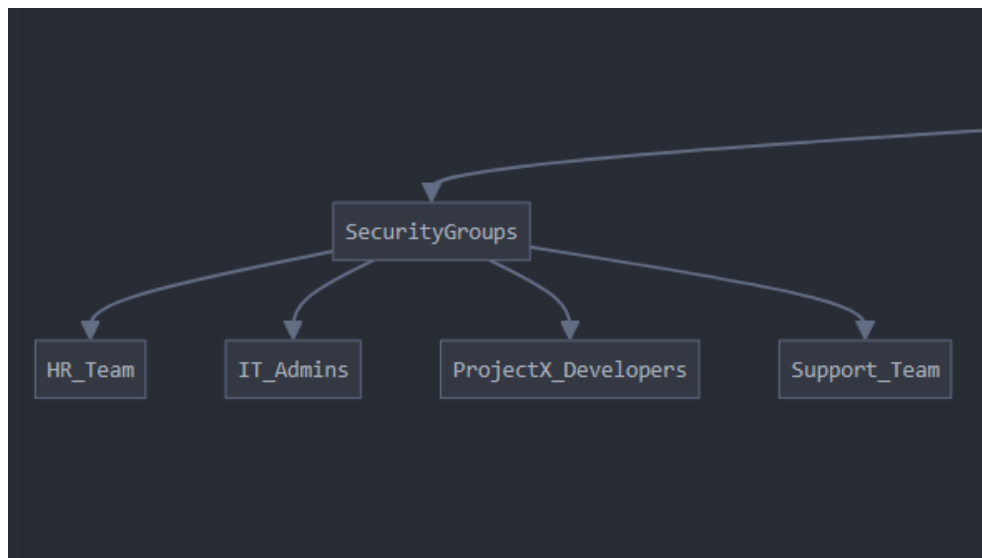 SecurityGroups
HR_Team
IT_Admins
ProjectX_Developers
Support_Team